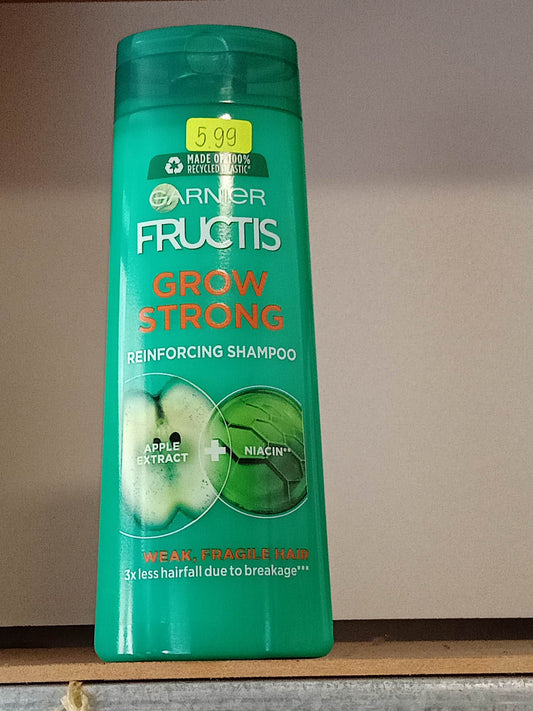 5.99
MADE OF 100%
RECYCLED PLASTIC*
GARNIER
FRUCTIS
GROW
STRONG
REINFORCING SHAMPOO
APPLE
EXTRACT
+
NIACIN**
WEAK, FRAGILE HAIR
3x less hairfall due to breakage***